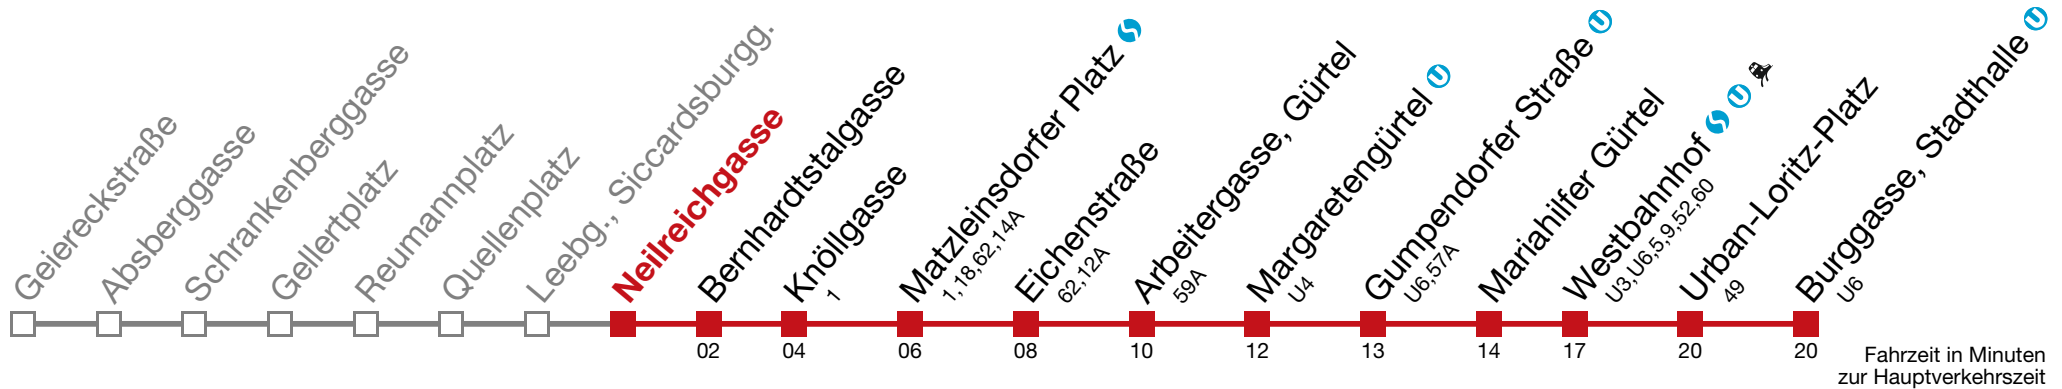 Geiereckstraße
Absberggasse
Schrankenberggasse
Gellertplatz
Reumannplatz
Quellenplatz
Leebg., Siccardsburgg.
Neilreichgasse
Bernhardtstalgasse
02
Knöllgasse
1
04
Matzleinsdorfer Platz
1,18,62,14A
06
Eichenstraße
62,12A
08
Arbeitergasse, Gürtel
59A
10
Margaretengürtel U
U4
12
Gumpendorfer Straße U
U6,57A
13
Mariahilfer Gürtel
14
Westbahnhof U
U3,U6,5,9,52,60
17
Urban-Loritz-Platz
49
20
Burggasse, Stadthalle U
U6
20
Fahrzeit in Minuten
zur Hauptverkehrszeit